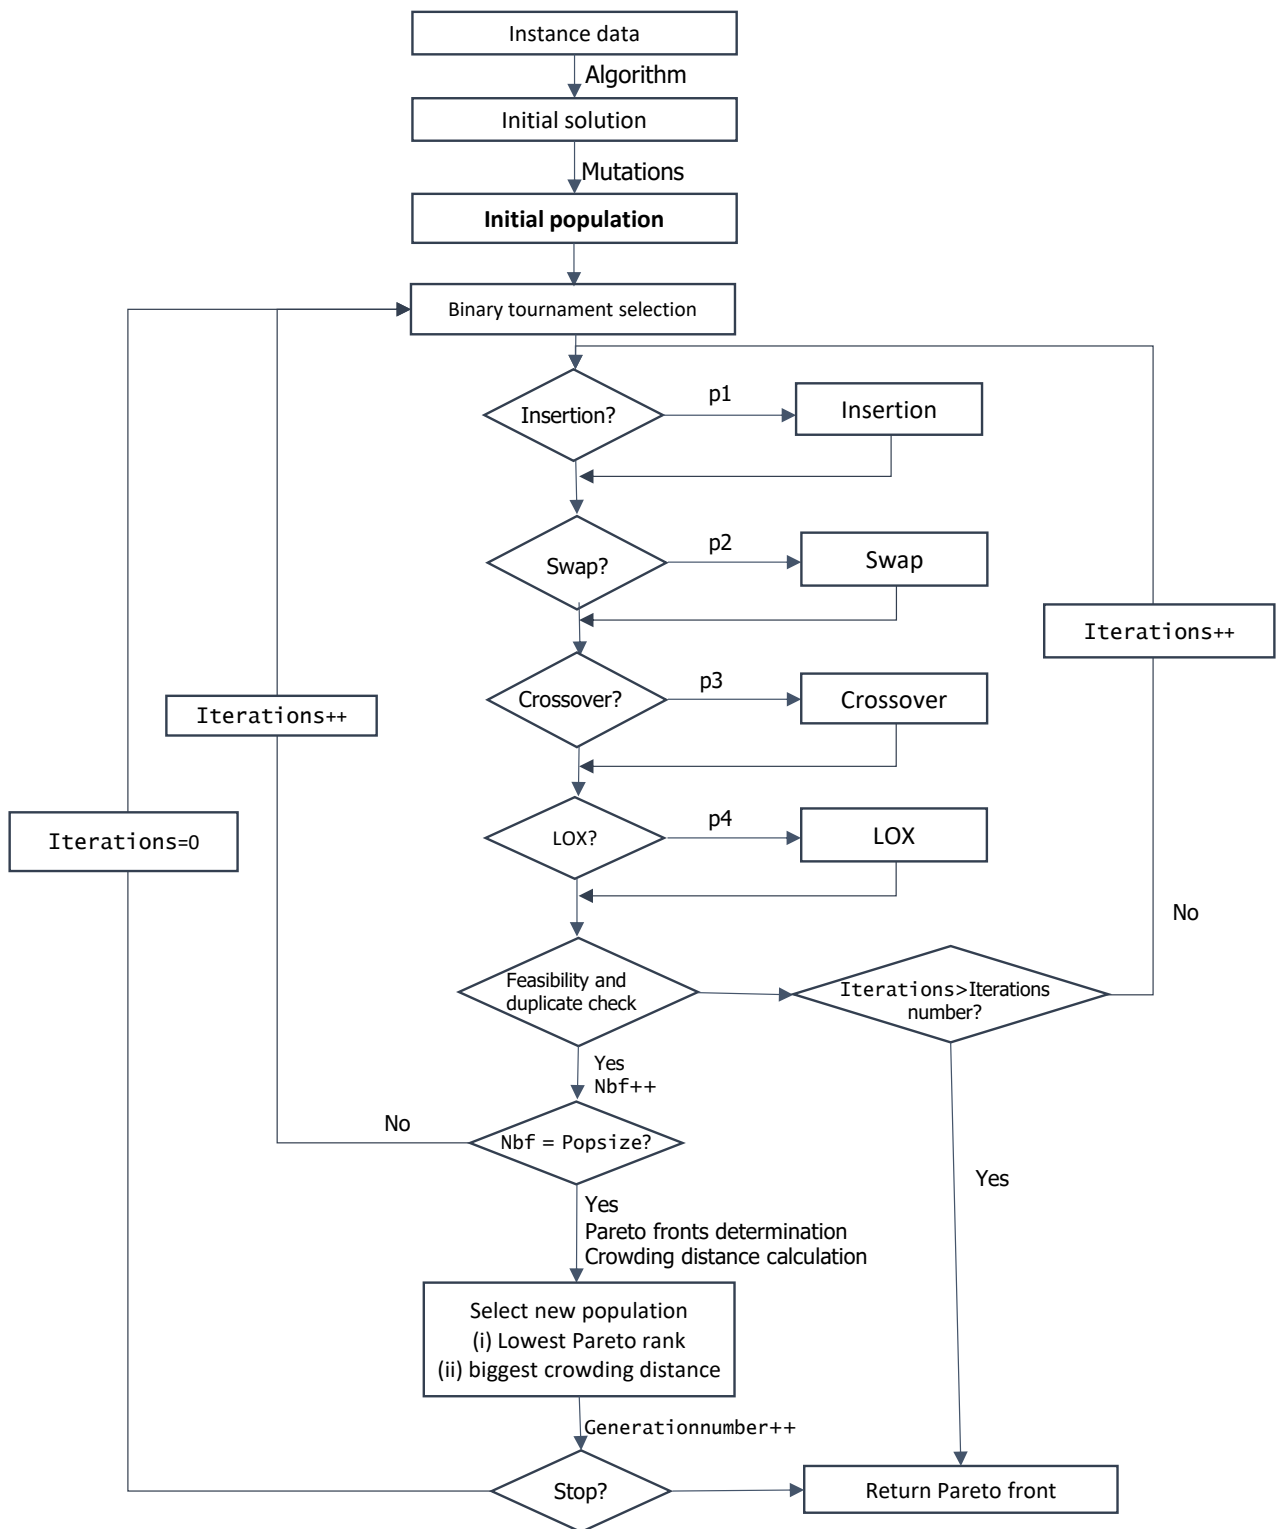 Instance data
Algorithm
Initial solution
Mutations
Initial population
Binary tournament selection
Insertion?
p1
Insertion
Swap?
p2
Swap
Iterations++
Crossover?
p3
Crossover
Iterations++
LOX?
p4
LOX
Iterations=0
No
Feasibility and
duplicate check
Iterations>Iterations
number?
Yes
Nbf++
No
Nbf = Popsize?
Yes
Yes
Pareto fronts determination
Crowding distance calculation
Select new population
(i) Lowest Pareto rank
(ii) biggest crowding distance
Generationnumber++
Stop?
Return Pareto front